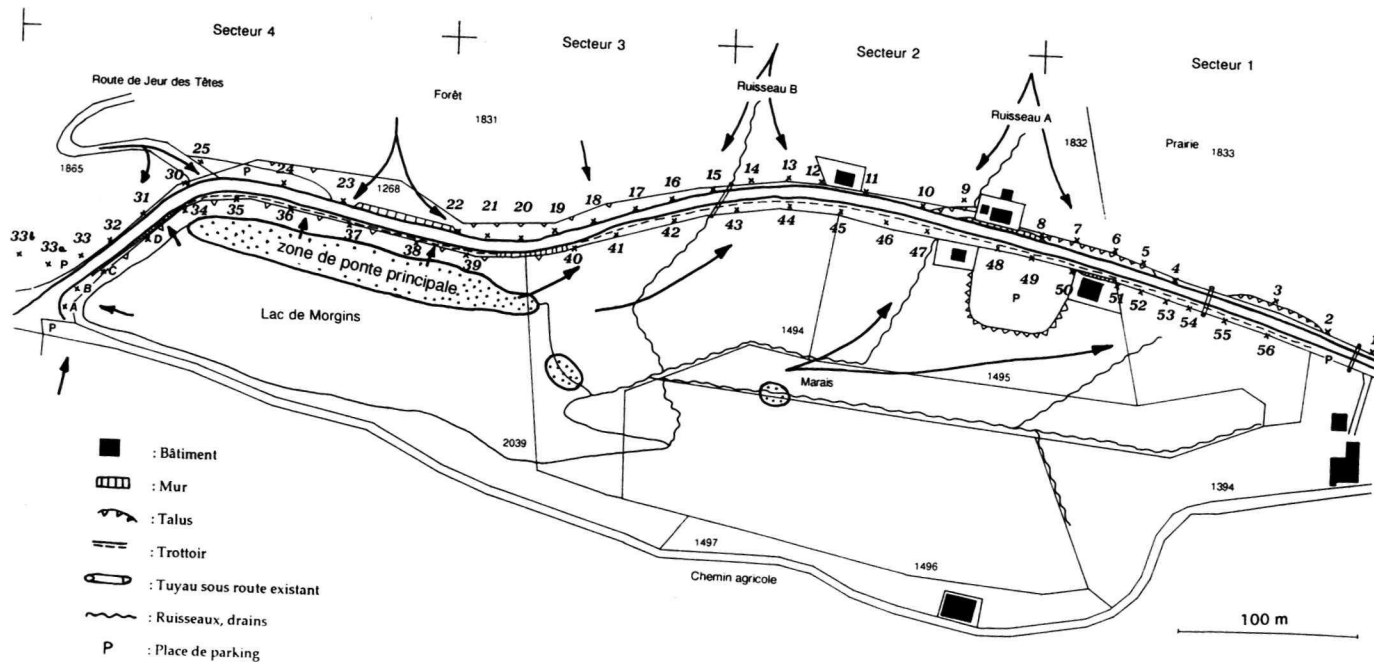 Secteur 4
Secteur 3
Secteur 2
Secteur 1
Route de Jeur des Têtes
Forêt
1831
Ruisseau B
Ruisseau A
1832
Prairie
1833
1865
25
P
24
23
1268
22
21
20
19
18
17
16
15
14
13
12
11
10
9
8
7
6
5
4
3
2
1
30
31
32
33
33a
33b
P
34
35
36
37
38
39
40
41
42
43
44
45
46
47
48
49
50
51
52
53
54
55
56
P
P
A
B
C
D
P
zone de ponte principale
Lac de Morgins
1494
Marais
1495
2039
1394
1497
1496
Chemin agricole
100 m
: Bâtiment
: Mur
: Talus
: Trottoir
: Tuyau sous route existant
: Ruisseaux, drains
P : Place de parking